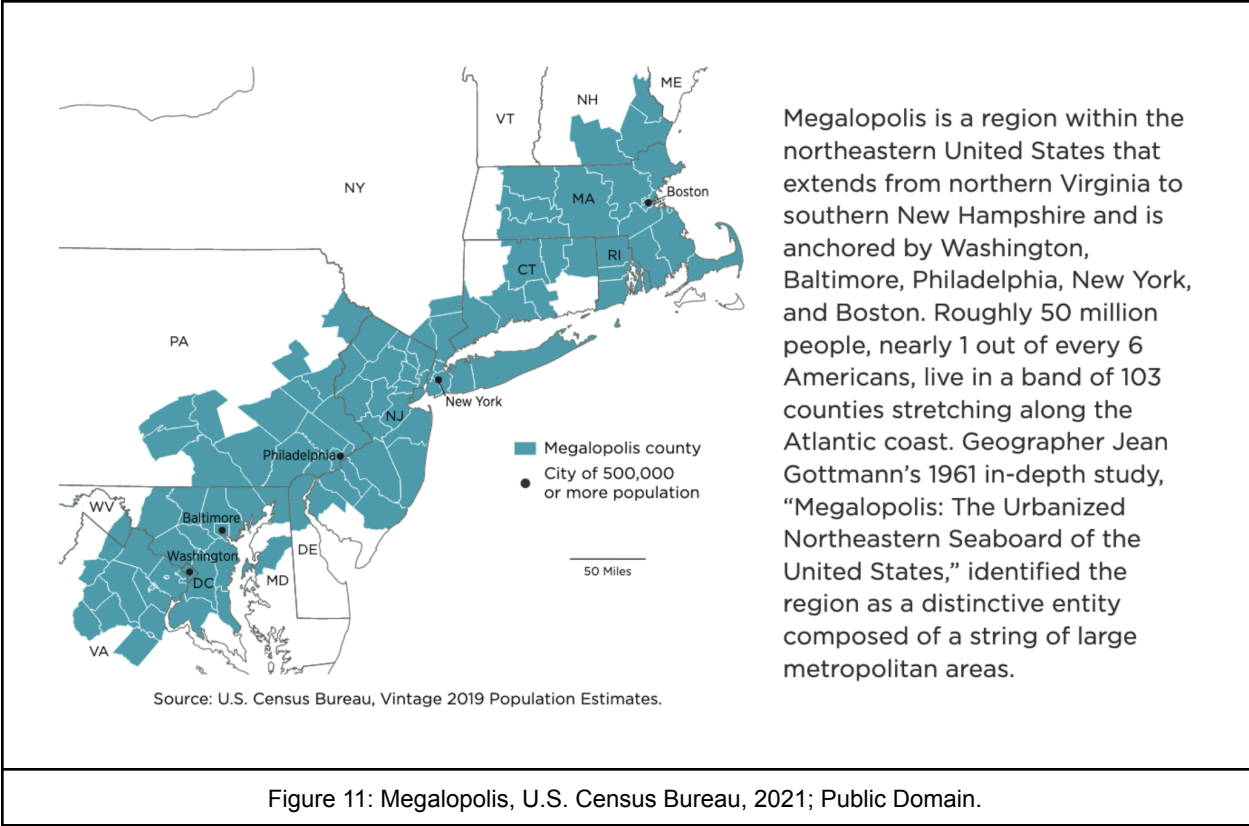 ME
NH
VT
NY
Boston
MA
RI
CT
PA
New York
NJ
Philadelphia
Megalopolis county
City of 500,000
or more population
WV
Baltimore
Washington
DC
DE
MD
50 Miles
VA
Source: U.S. Census Bureau, Vintage 2019 Population Estimates.
Megalopolis is a region within the
northeastern United States that
extends from northern Virginia to
southern New Hampshire and is
anchored by Washington,
Baltimore, Philadelphia, New York,
and Boston. Roughly 50 million
people, nearly 1 out of every 6
Americans, live in a band of 103
counties stretching along the
Atlantic coast. Geographer Jean
Gottmann’s 1961 in-depth study,
“Megalopolis: The Urbanized
Northeastern Seaboard of the
United States,” identified the
region as a distinctive entity
composed of a string of large
metropolitan areas.
Figure 11: Megalopolis, U.S. Census Bureau, 2021; Public Domain.